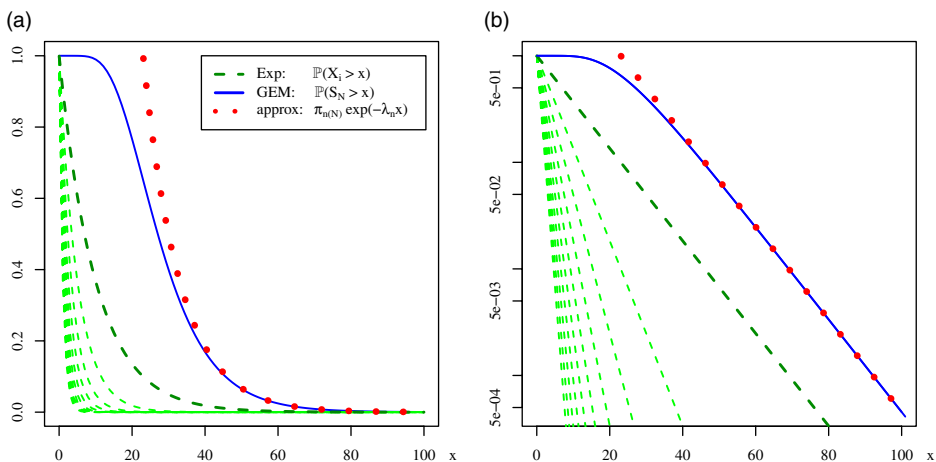 (a)
1.0
0.8
0.6
0.4
0.2
0.0
Exp: ℙ(Xᵢ > x)
GEM: ℙ(S_N > x)
approx: π_n(N) exp(−λ_n x)
0 20 40 60 80 100 x
(b)
5e−01
5e−02
5e−03
5e−04
0 20 40 60 80 100 x